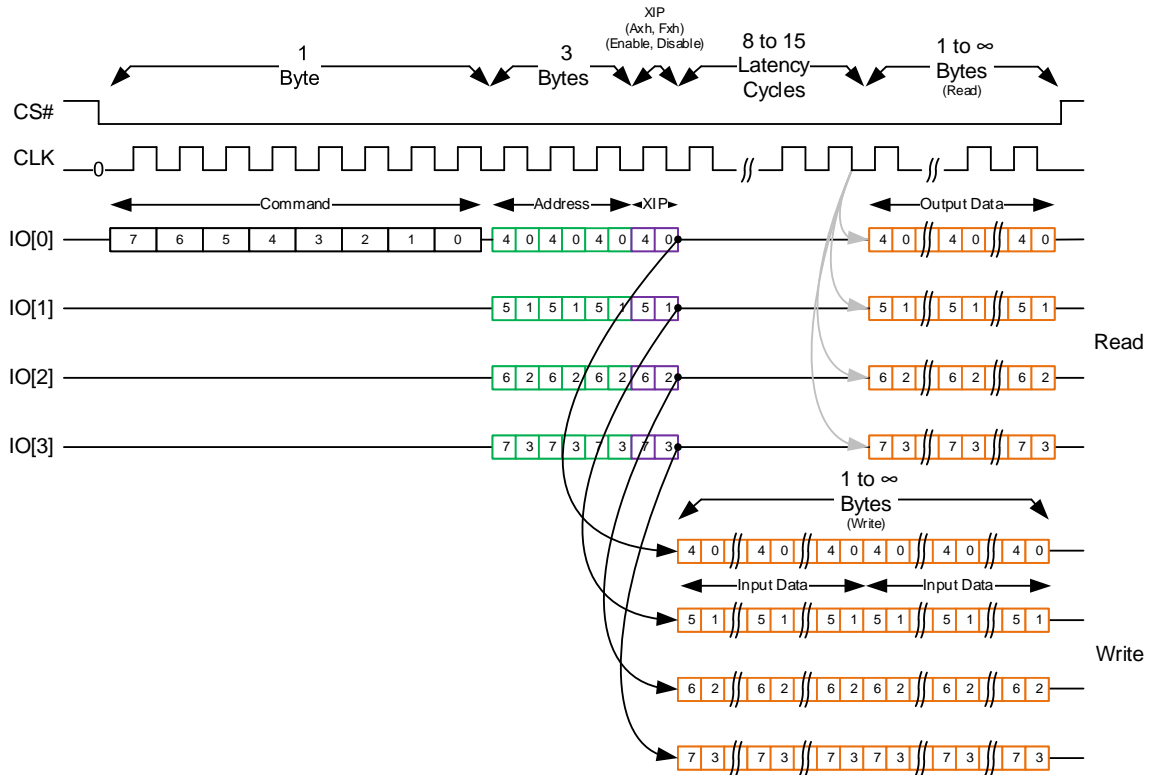 XIP
(Axh, Fxh)
(Enable, Disable)
1
Byte
3
Bytes
8 to 15
Latency
Cycles
1 to ∞
Bytes
(Read)
CS#
CLK
0
Command
Address
XIP
Output Data
IO[0] 7 6 5 4 3 2 1 0 4 0 4 0 4 0 4 0 4 0 4 0 4 0
IO[1] 5 1 5 1 5 1 5 1 5 1 5 1 5 1
Read
IO[2] 6 2 6 2 6 2 6 2 6 2 6 2 6 2
IO[3] 7 3 7 3 7 3 7 3 7 3 7 3 7 3
1 to ∞
Bytes
(Write)
4 0 4 0 4 0 4 0 4 0 4 0
Input Data Input Data
5 1 5 1 5 1 5 1 5 1 5 1
Write
6 2 6 2 6 2 6 2 6 2 6 2
7 3 7 3 7 3 7 3 7 3 7 3